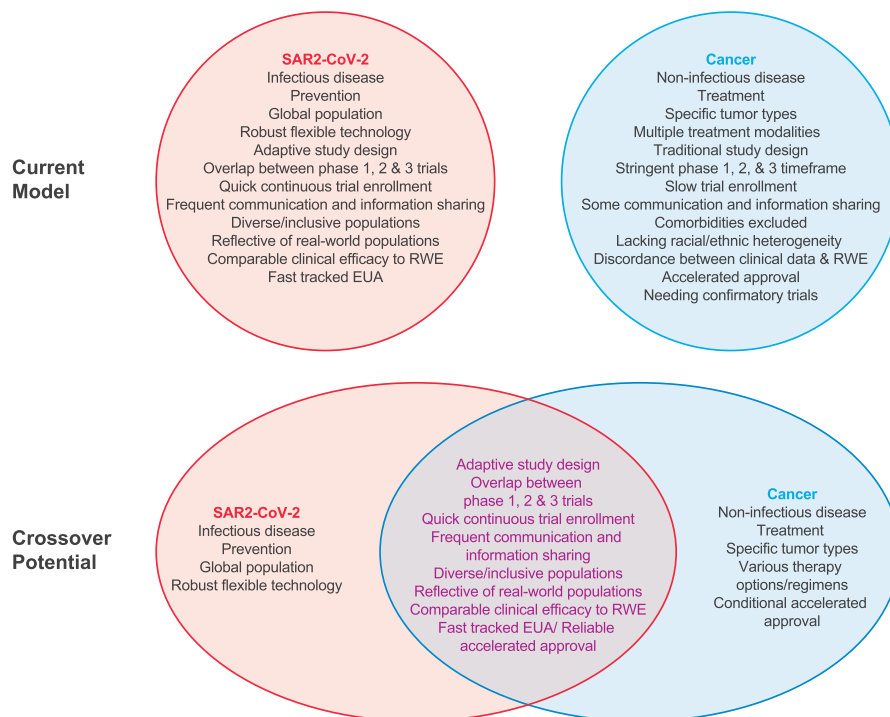 Current
Model
SAR2-CoV-2
Infectious disease
Prevention
Global population
Robust flexible technology
Adaptive study design
Overlap between phase 1, 2 & 3 trials
Quick continuous trial enrollment
Frequent communication and information sharing
Diverse/inclusive populations
Reflective of real-world populations
Comparable clinical efficacy to RWE
Fast tracked EUA
Cancer
Non-infectious disease
Treatment
Specific tumor types
Multiple treatment modalities
Traditional study design
Stringent phase 1, 2, & 3 timeframe
Slow trial enrollment
Some communication and information sharing
Comorbidities excluded
Lacking racial/ethnic heterogeneity
Discordance between clinical data & RWE
Accelerated approval
Needing confirmatory trials
Crossover
Potential
SAR2-CoV-2
Infectious disease
Prevention
Global population
Robust flexible technology
Adaptive study design
Overlap between
phase 1, 2 & 3 trials
Quick continuous trial enrollment
Frequent communication and
information sharing
Diverse/inclusive populations
Reflective of real-world populations
Comparable clinical efficacy to RWE
Fast tracked EUA/ Reliable
accelerated approval
Cancer
Non-infectious disease
Treatment
Specific tumor types
Various therapy
options/regimens
Conditional accelerated
approval